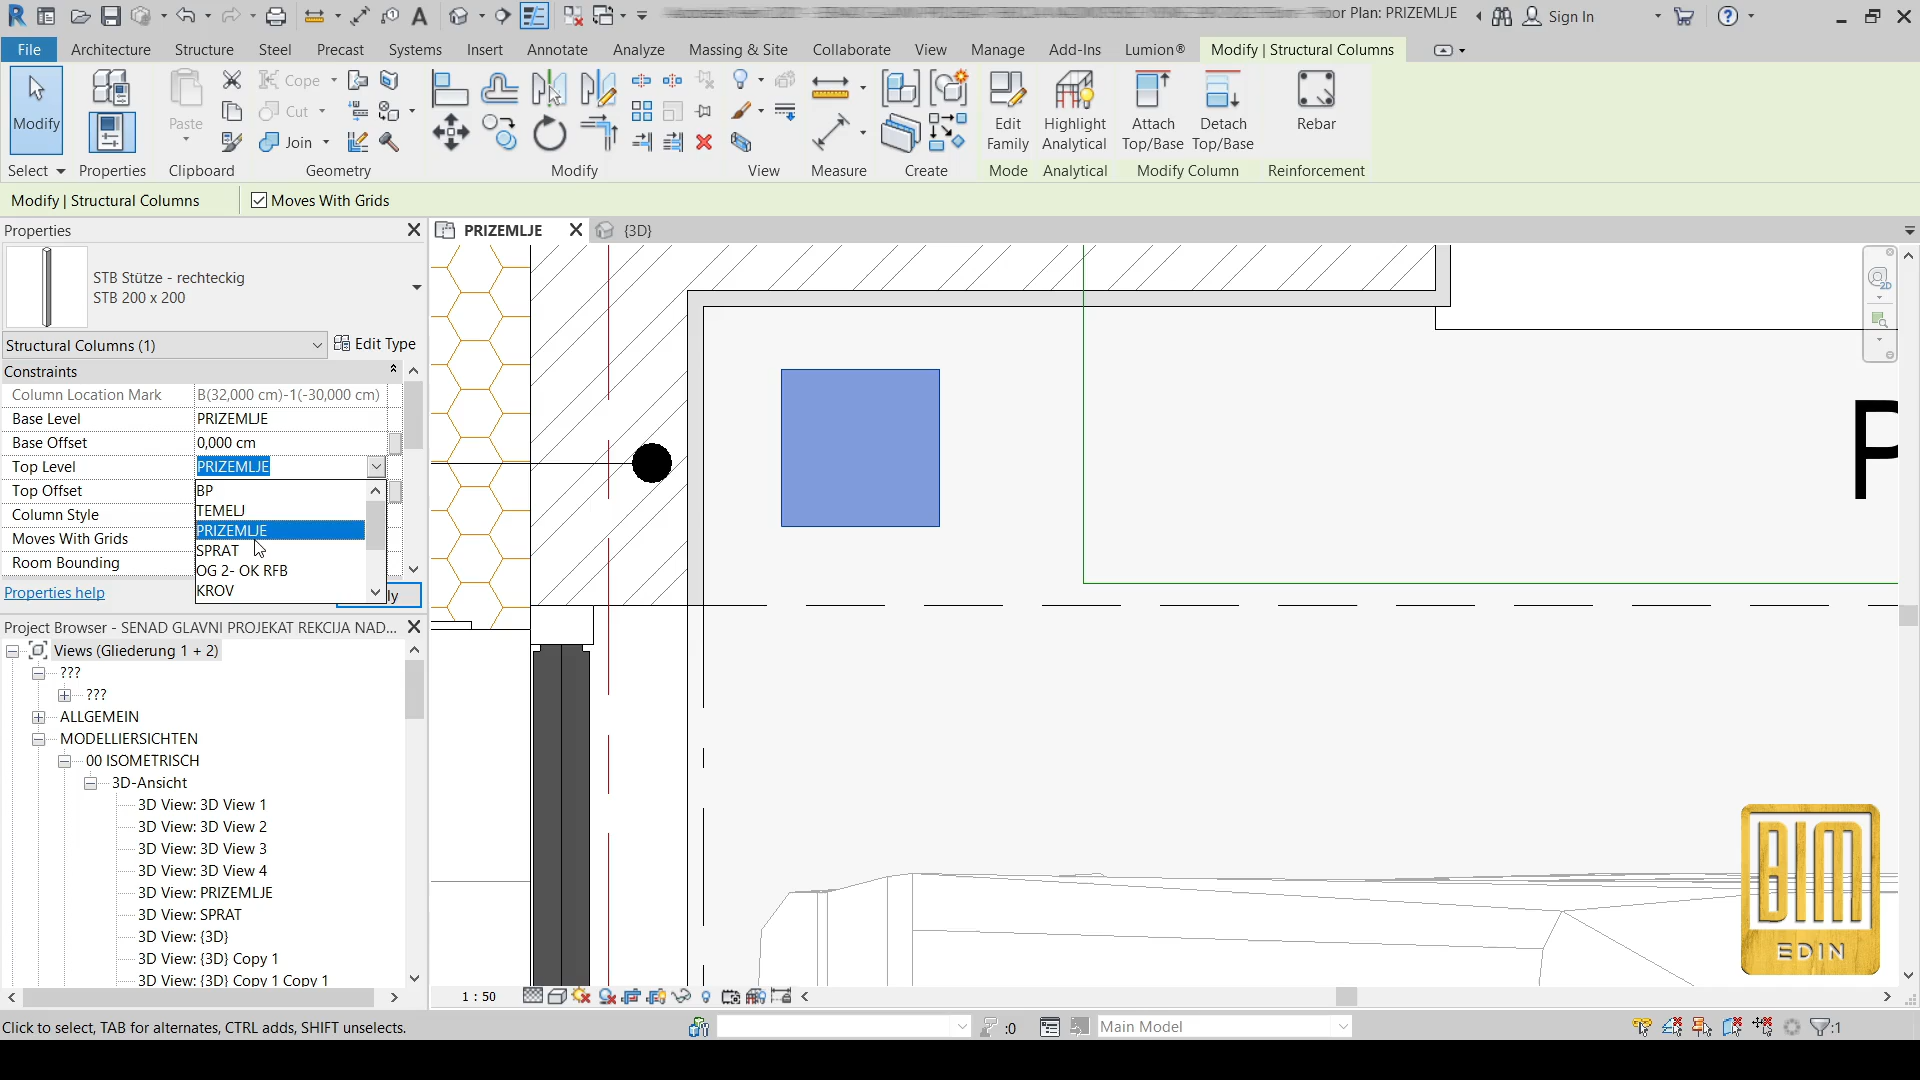 oor Plan: PRIZEMLJE
Sign In
File
Architecture
Structure
Steel
Precast
Systems
Insert
Annotate
Analyze
Massing & Site
Collaborate
View
Manage
Add-Ins
Lumion®
Modify | Structural Columns
Modify
Paste
Cope
Cut
Join
Edit
Family
Highlight
Analytical
Attach
Top/Base
Detach
Top/Base
Rebar
Select
Properties
Clipboard
Geometry
Modify
View
Measure
Create
Mode
Analytical
Modify Column
Reinforcement
Modify | Structural Columns
Moves With Grids
Properties
PRIZEMLJE
{3D}
STB Stütze - rechteckig
STB 200 x 200
Structural Columns (1)
Edit Type
Constraints
Column Location Mark
B(32,000 cm)-1(-30,000 cm)
Base Level
PRIZEMLJE
Base Offset
0,000 cm
Top Level
PRIZEMLJE
Top Offset
BP
Column Style
TEMELJ
PRIZEMLJE
Moves With Grids
SPRAT
Room Bounding
OG 2- OK RFB
KROV
Properties help
ly
2D
P
Project Browser - SENAD GLAVNI PROJEKAT REKCIJA NAD...
Views (Gliederung 1 + 2)
???
???
ALLGEMEIN
MODELLIERSICHTEN
00 ISOMETRISCH
3D-Ansicht
3D View: 3D View 1
3D View: 3D View 2
3D View: 3D View 3
3D View: 3D View 4
3D View: PRIZEMLJE
3D View: SPRAT
3D View: {3D}
3D View: {3D} Copy 1
3D View: {3D} Copy 1 Copy 1
BIM
EDIN
1 : 50
Click to select, TAB for alternates, CTRL adds, SHIFT unselects.
:0
Main Model
:1